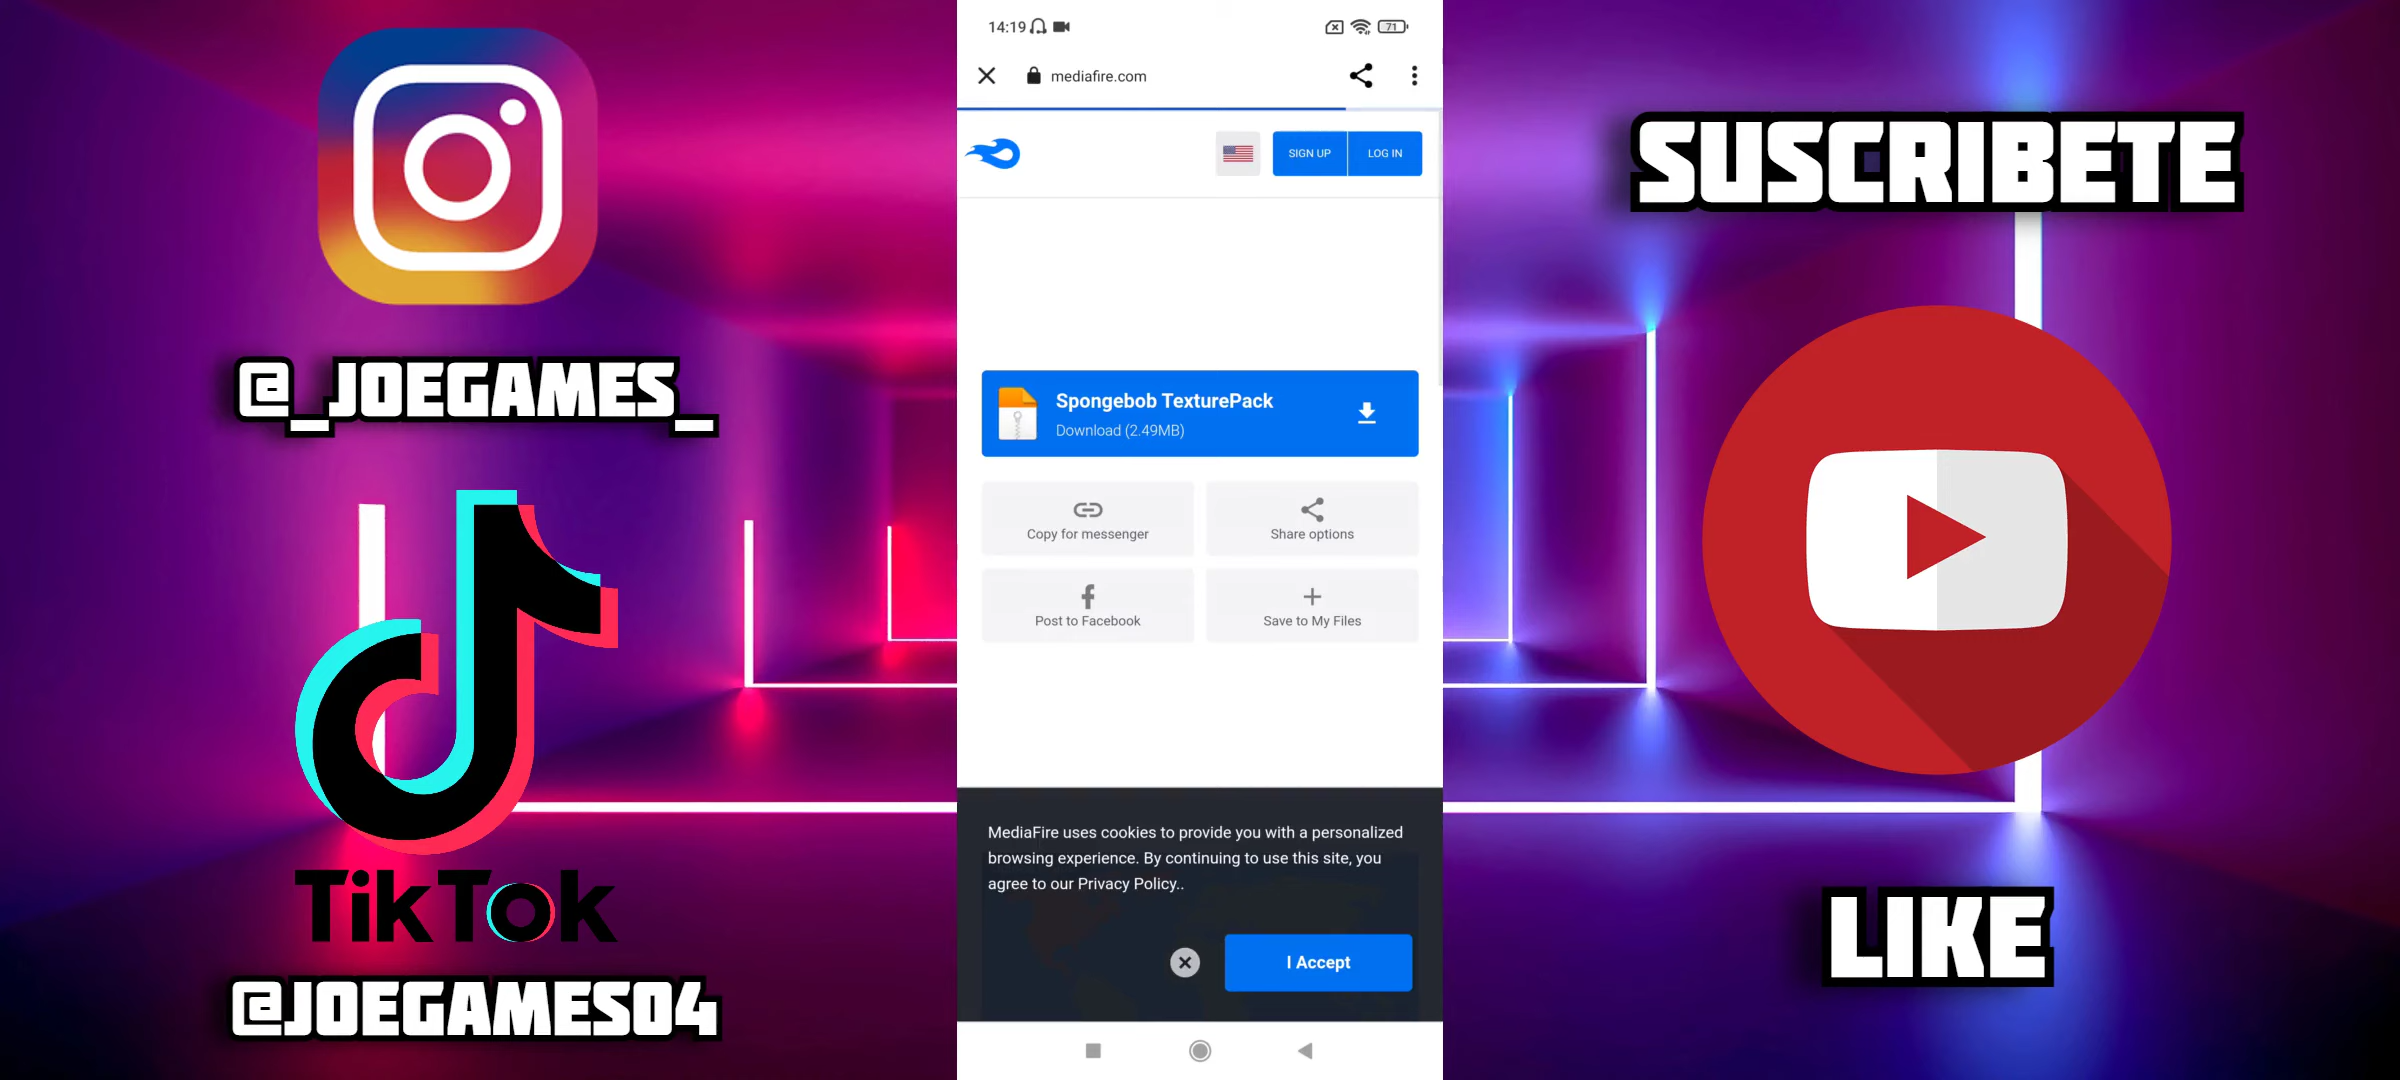 @_JOEGAMES_
TikTok
@JOEGAMES04
14:19
71
mediafire.com
SIGN UP
LOG IN
Spongebob TexturePack
Download (2.49MB)
Copy for messenger
Share options
Post to Facebook
Save to My Files
MediaFire uses cookies to provide you with a personalized
browsing experience. By continuing to use this site, you
agree to our Privacy Policy..
I Accept
SUSCRIBETE
LIKE